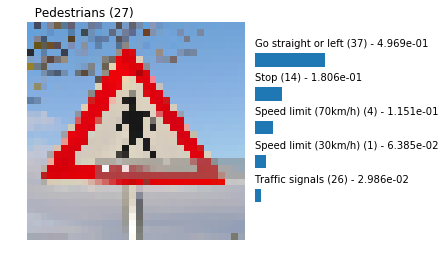 Pedestrians (27)
Go straight or left (37) - 4.969e-01
Stop (14) - 1.806e-01
Speed limit (70km/h) (4) - 1.151e-01
Speed limit (30km/h) (1) - 6.385e-02
Traffic signals (26) - 2.986e-02